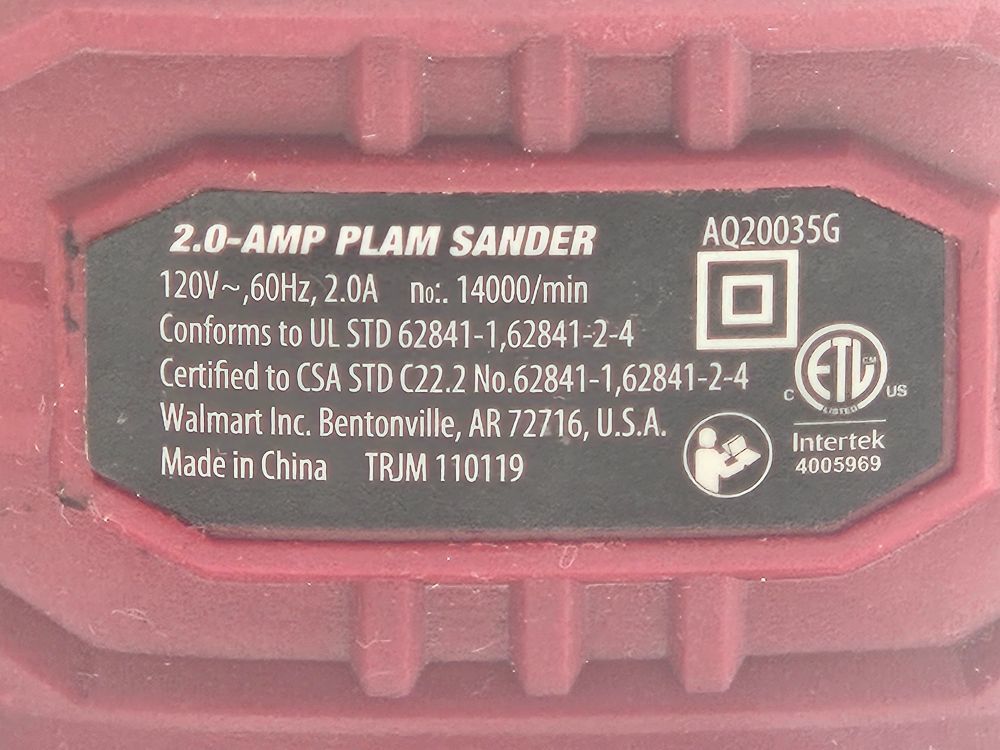 2.0-AMP PLAM SANDER
AQ20035G
120V~,60Hz, 2.0A no:. 14000/min
Conforms to UL STD 62841-1,62841-2-4
Certified to CSA STD C22.2 No.62841-1,62841-2-4
Walmart Inc. Bentonville, AR 72716, U.S.A.
Made in China TRJM 110119
ETL CM
C US
LISTED
Intertek
4005969